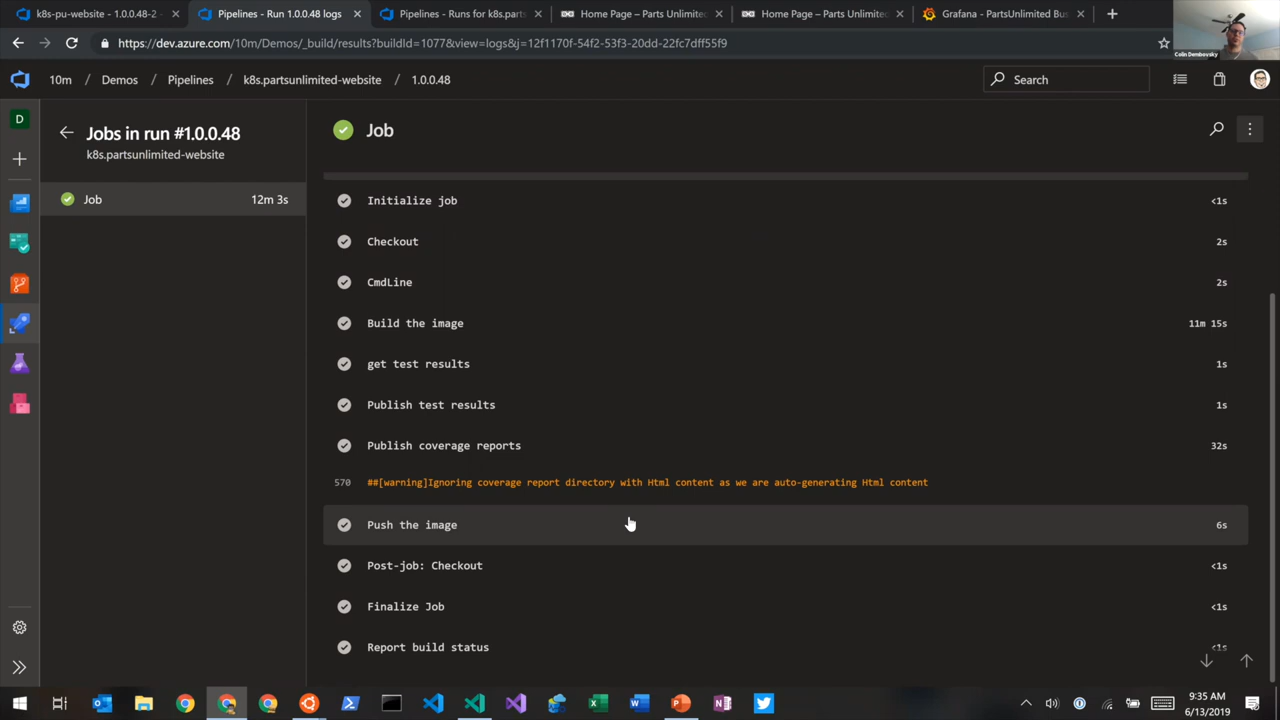 k8s-pu-website - 1.0.0.48-2
Pipelines - Run 1.0.0.48 logs
Pipelines - Runs for k8s.parts
Home Page – Parts Unlimited
Home Page – Parts Unlimited
Grafana - PartsUnlimited Bus
https://dev.azure.com/10m/Demos/_build/results?buildId=1077&view=logs&j=12f1170f-54f2-53f3-20dd-22fc7dff55f9
Colin Dembovsky
10m / Demos / Pipelines / k8s.partsunlimited-website / 1.0.0.48
Search
D
Jobs in run #1.0.0.48
k8s.partsunlimited-website
Job 12m 3s
Job
Initialize job <1s
Checkout 2s
CmdLine 2s
Build the image 11m 15s
get test results 1s
Publish test results 1s
Publish coverage reports 32s
570 ##[warning]Ignoring coverage report directory with Html content as we are auto-generating Html content
Push the image 6s
Post-job: Checkout <1s
Finalize Job <1s
Report build status <1s
9:35 AM
6/13/2019